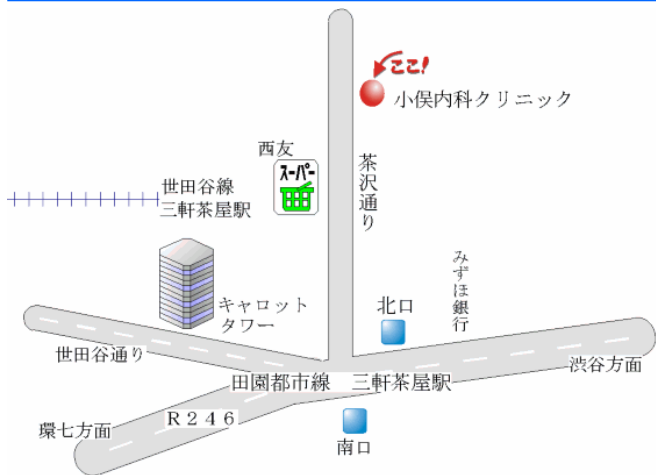 ここ!
小俣内科クリニック
西友
スーパー
茶沢通り
世田谷線
三軒茶屋駅
みずほ銀行
北口
キャロット
タワー
世田谷通り
田園都市線 三軒茶屋駅
渋谷方面
R246
環七方面
南口